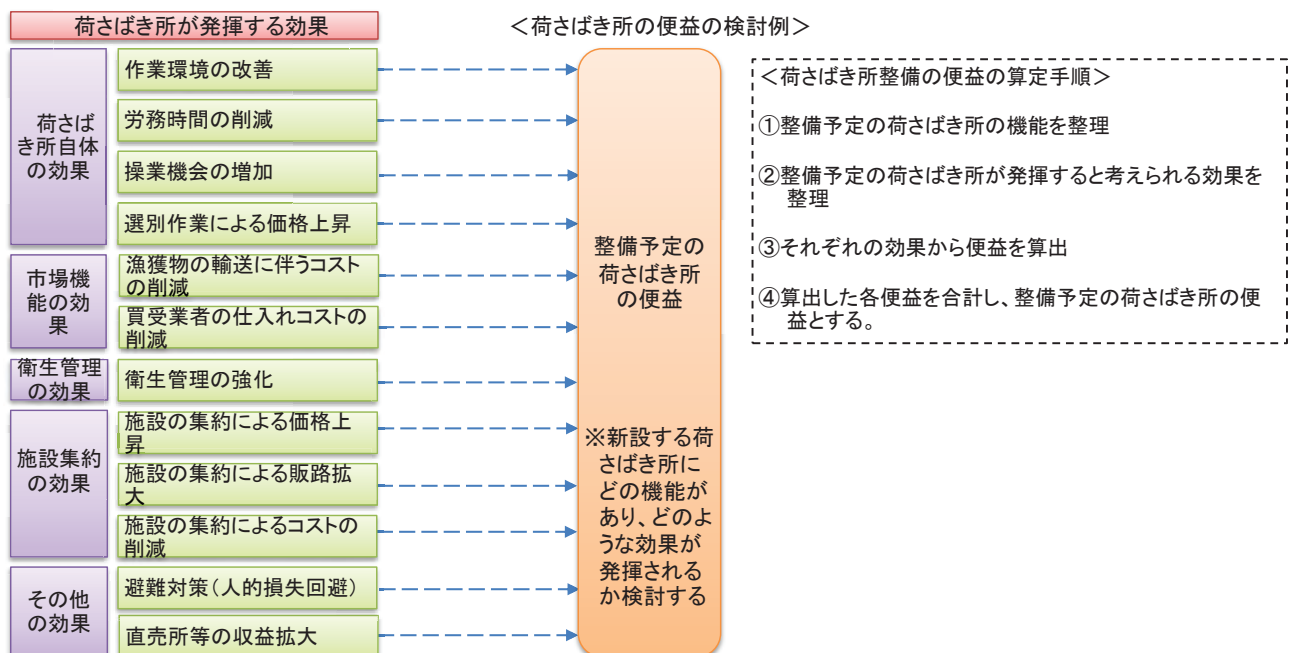 荷さばき所が発揮する効果
＜荷さばき所の便益の検討例＞
荷さば
き所自体
の効果
作業環境の改善
労務時間の削減
操業機会の増加
選別作業による価格上昇
市場機
能の効
果
漁獲物の輸送に伴うコスト
の削減
買受業者の仕入れコストの
削減
衛生管理
の効果
衛生管理の強化
施設集約
の効果
施設の集約による価格上
昇
施設の集約による販路拡
大
施設の集約によるコストの
削減
その他
の効果
避難対策（人的損失回避）
直売所等の収益拡大
整備予定の
荷さばき所
の便益
※新設する荷
さばき所に
どの機能が
あり、どのよ
うな効果が
発揮される
か検討する
＜荷さばき所整備の便益の算定手順＞
①整備予定の荷さばき所の機能を整理
②整備予定の荷さばき所が発揮すると考えられる効果を
整理
③それぞれの効果から便益を算出
④算出した各便益を合計し、整備予定の荷さばき所の便
益とする。